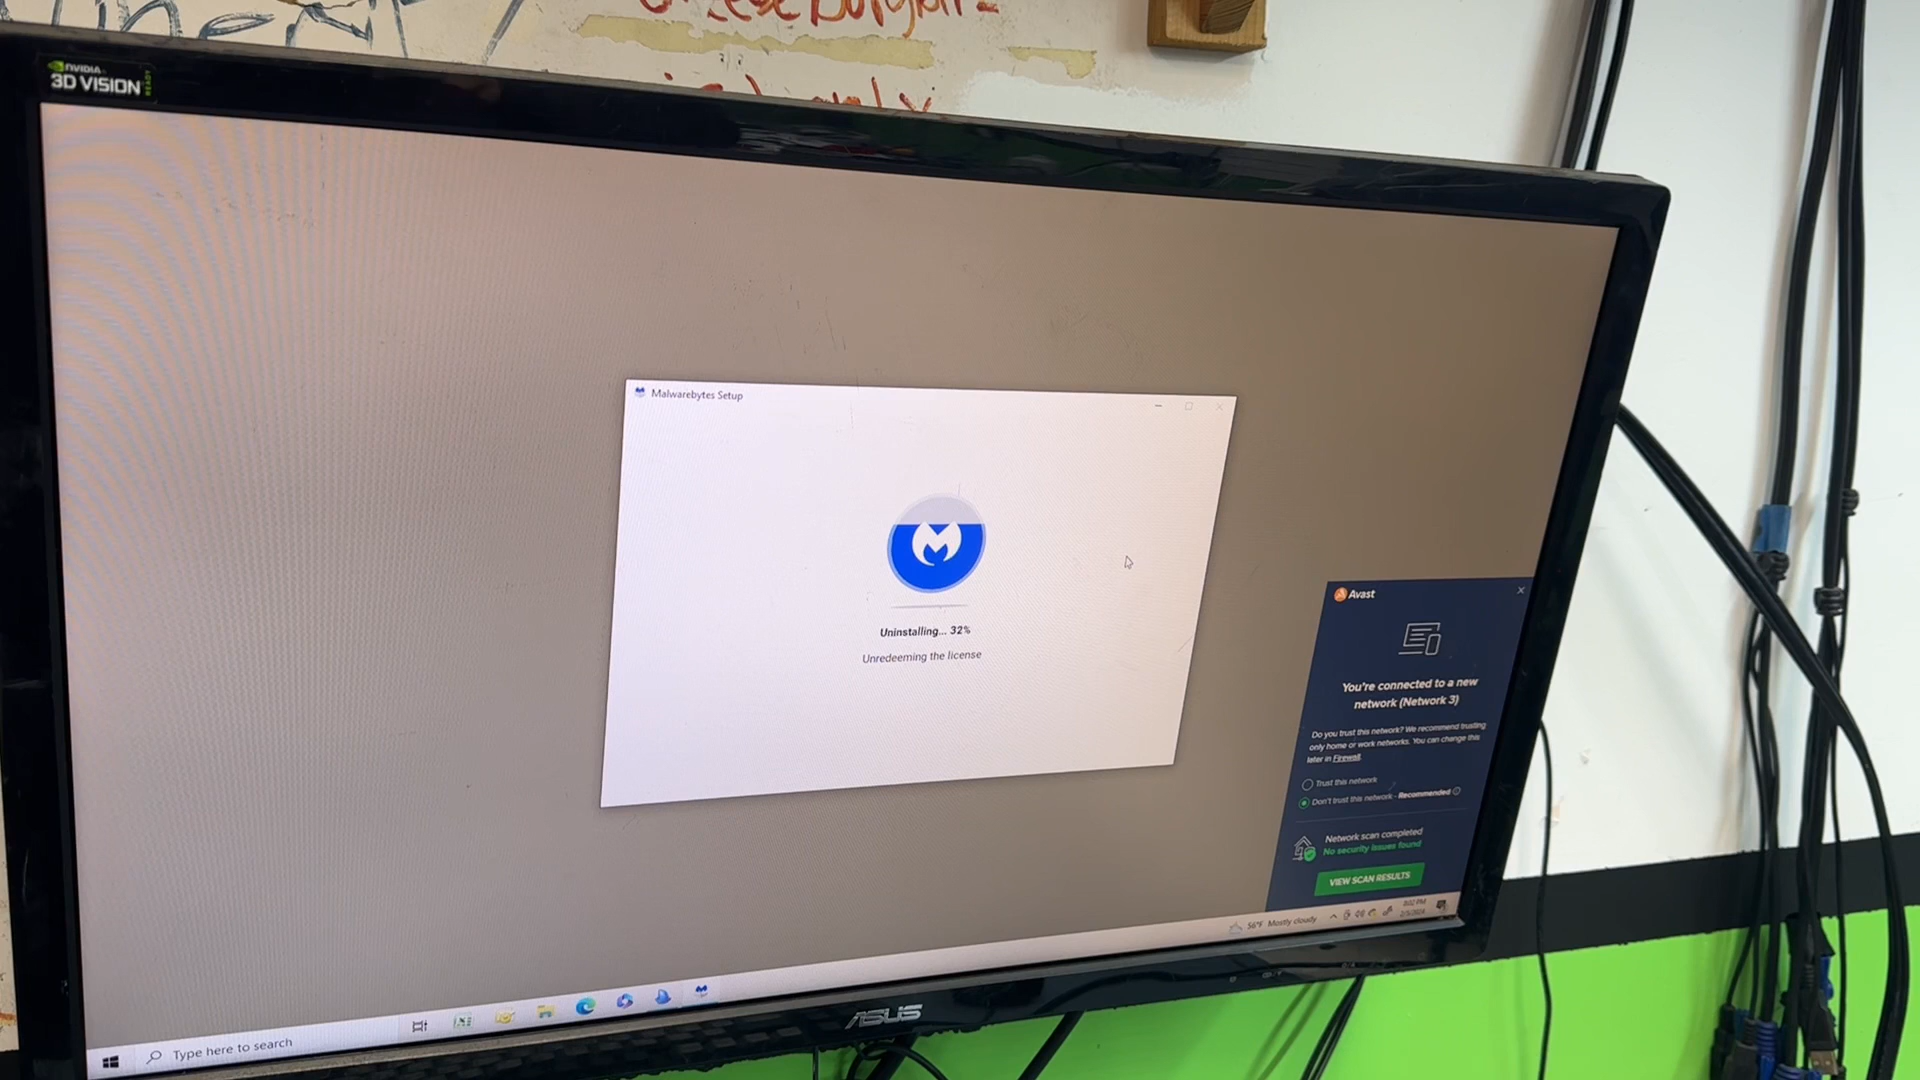 NVIDIA
3D VISION
READY
Malwarebytes Setup
Uninstalling... 32%
Unredeeming the license
Avast
You're connected to a new
network (Network 3)
Do you trust this network? We recommend trusting
only home or work networks. You can change this
later in Firewall.
Trust this network
Don't trust this network - Recommended
Network scan completed
No security issues found
VIEW SCAN RESULTS
56°F Mostly cloudy
Type here to search
ASUS